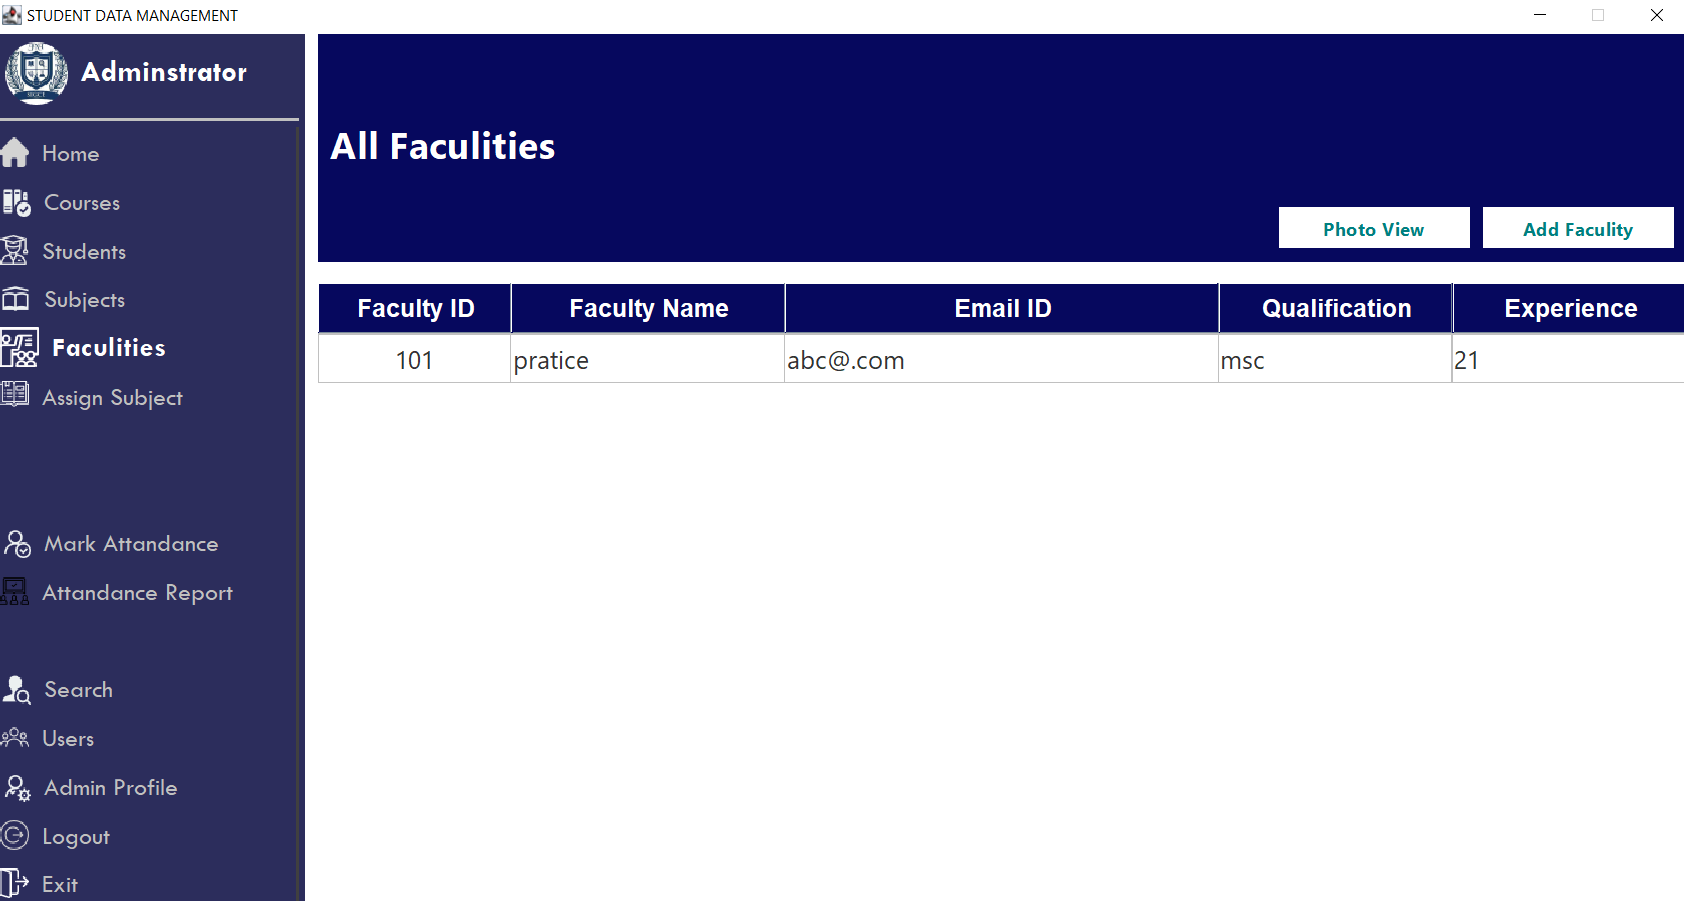 STUDENT DATA MANAGEMENT
Adminstrator
Home
Courses
Students
Subjects
Faculities
Assign Subject
Mark Attandance
Attandance Report
Search
Users
Admin Profile
Logout
Exit
All Faculities
Photo View Add Faculity
Faculty ID Faculty Name Email ID Qualification Experience
101 pratice abc@.com msc 21